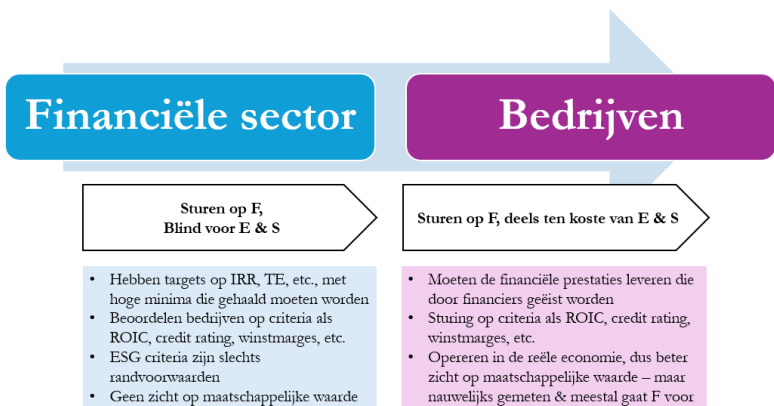 Financiële sector
Bedrijven
Sturen op F,
Blind voor E & S
Sturen op F, deels ten koste van E & S
• Hebben targets op IRR, TE, etc., met
hoge minima die gehaald moeten worden
• Beoordelen bedrijven op criteria als
ROIC, credit rating, winstmarges, etc.
• ESG criteria zijn slechts
randvoorwaarden
• Geen zicht op maatschappelijke waarde
• Moeten de financiële prestaties leveren die
door financiers geëist worden
• Sturing op criteria als ROIC, credit rating,
winstmarges, etc.
• Opereren in de reële economie, dus beter
zicht op maatschappelijke waarde – maar
nauwelijks gemeten & meestal gaat F voor